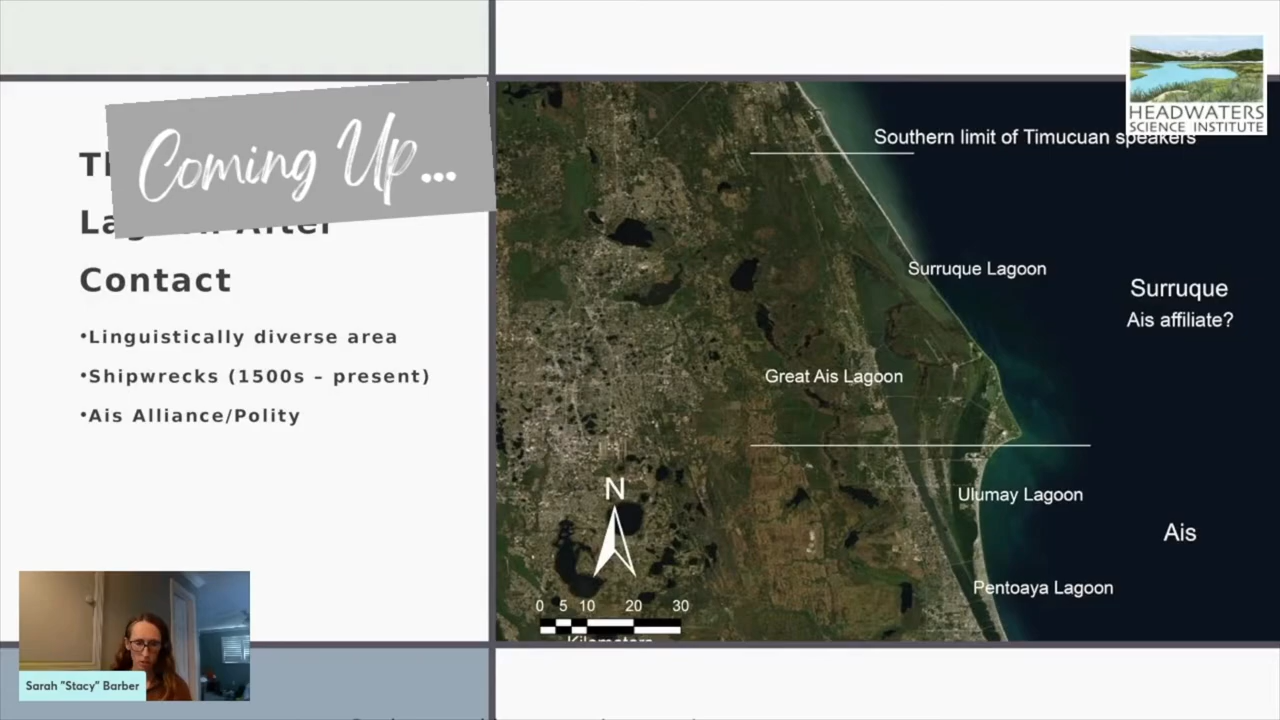 Coming Up...
Contact
•Linguistically diverse area
•Shipwrecks (1500s – present)
•Ais Alliance/Polity
HEADWATERS
SCIENCE INSTITUTE
Southern limit of Timucuan speakers
Surruque Lagoon
Surruque
Ais affiliate?
Great Ais Lagoon
Ulumay Lagoon
Ais
Pentoaya Lagoon
N
0 5 10 20 30
Kilometers
Sarah "Stacy" Barber